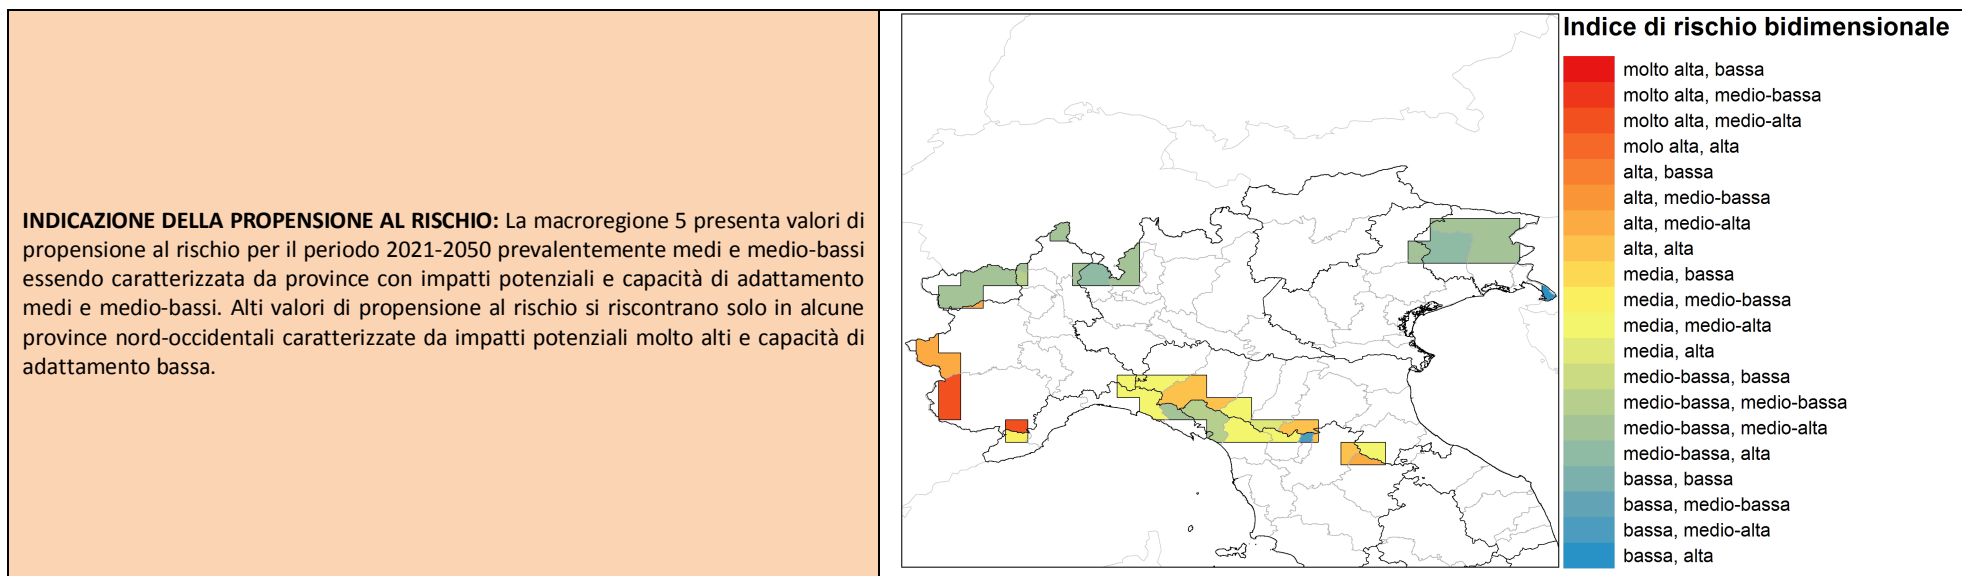 INDICAZIONE DELLA PROPENSIONE AL RISCHIO: La macroregione 5 presenta valori di
propensione al rischio per il periodo 2021-2050 prevalentemente medi e medio-bassi
essendo caratterizzata da province con impatti potenziali e capacità di adattamento
medi e medio-bassi. Alti valori di propensione al rischio si riscontrano solo in alcune
province nord-occidentali caratterizzate da impatti potenziali molto alti e capacità di
adattamento bassa.
Indice di rischio bidimensionale
molto alta, bassa
molto alta, medio-bassa
molto alta, medio-alta
molo alta, alta
alta, bassa
alta, medio-bassa
alta, medio-alta
alta, alta
media, bassa
media, medio-bassa
media, medio-alta
media, alta
medio-bassa, bassa
medio-bassa, medio-bassa
medio-bassa, medio-alta
medio-bassa, alta
bassa, bassa
bassa, medio-bassa
bassa, medio-alta
bassa, alta